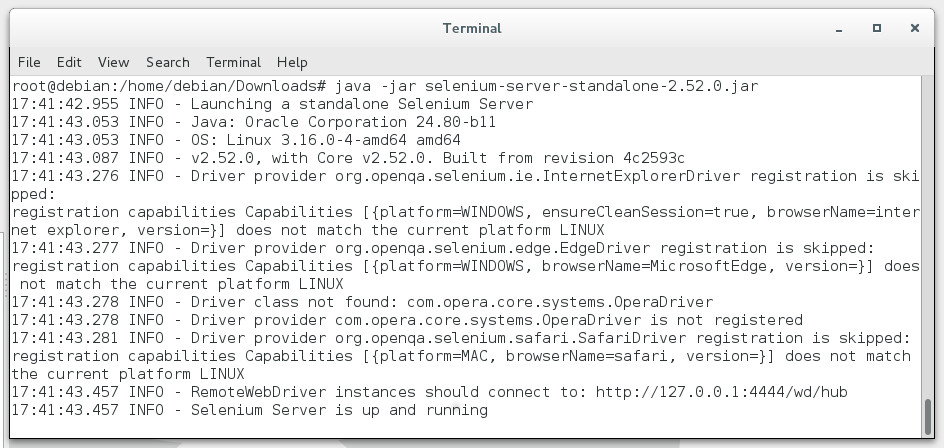 Terminal
File Edit View Search Terminal Help
root@debian:/home/debian/Downloads# java -jar selenium-server-standalone-2.52.0.jar
17:41:42.955 INFO - Launching a standalone Selenium Server
17:41:43.053 INFO - Java: Oracle Corporation 24.80-b11
17:41:43.053 INFO - OS: Linux 3.16.0-4-amd64 amd64
17:41:43.087 INFO - v2.52.0, with Core v2.52.0. Built from revision 4c2593c
17:41:43.276 INFO - Driver provider org.openqa.selenium.ie.InternetExplorerDriver registration is ski
pped:
registration capabilities Capabilities [{platform=WINDOWS, ensureCleanSession=true, browserName=inter
net explorer, version=}] does not match the current platform LINUX
17:41:43.277 INFO - Driver provider org.openqa.selenium.edge.EdgeDriver registration is skipped:
registration capabilities Capabilities [{platform=WINDOWS, browserName=MicrosoftEdge, version=}] does
 not match the current platform LINUX
17:41:43.278 INFO - Driver class not found: com.opera.core.systems.OperaDriver
17:41:43.278 INFO - Driver provider com.opera.core.systems.OperaDriver is not registered
17:41:43.281 INFO - Driver provider org.openqa.selenium.safari.SafariDriver registration is skipped:
registration capabilities Capabilities [{platform=MAC, browserName=safari, version=}] does not match
the current platform LINUX
17:41:43.457 INFO - RemoteWebDriver instances should connect to: http://127.0.0.1:4444/wd/hub
17:41:43.457 INFO - Selenium Server is up and running